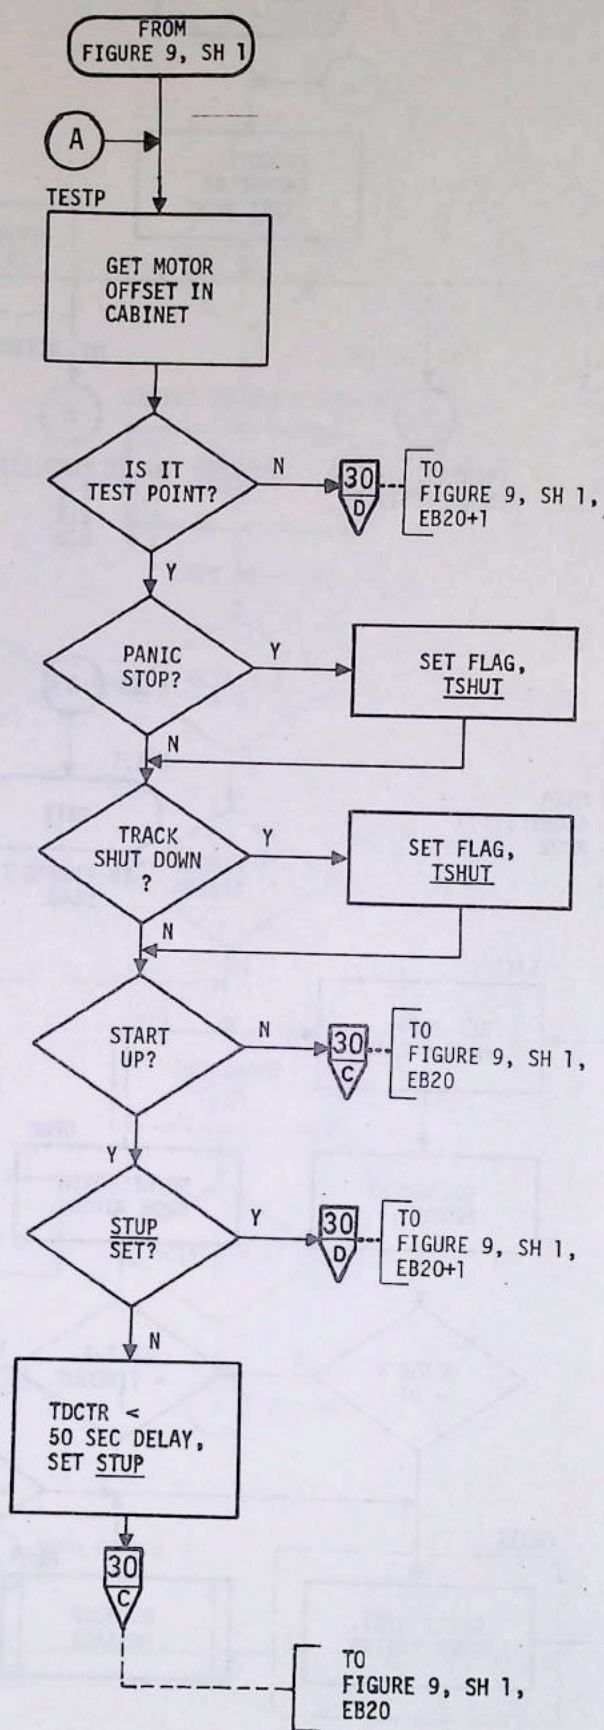 FROM
FIGURE 9, SH 1
A
TESTP
GET MOTOR
OFFSET IN
CABINET
IS IT
TEST POINT?
N
30
D
TO
FIGURE 9, SH 1,
EB20+1
Y
PANIC
STOP?
Y
SET FLAG,
TSHUT
N
TRACK
SHUT DOWN
?
Y
SET FLAG,
TSHUT
N
START
UP?
N
30
C
TO
FIGURE 9, SH 1,
EB20
Y
STUP
SET?
Y
30
D
TO
FIGURE 9, SH 1,
EB20+1
N
TDCTR <
50 SEC DELAY,
SET STUP
30
C
TO
FIGURE 9, SH 1,
EB20